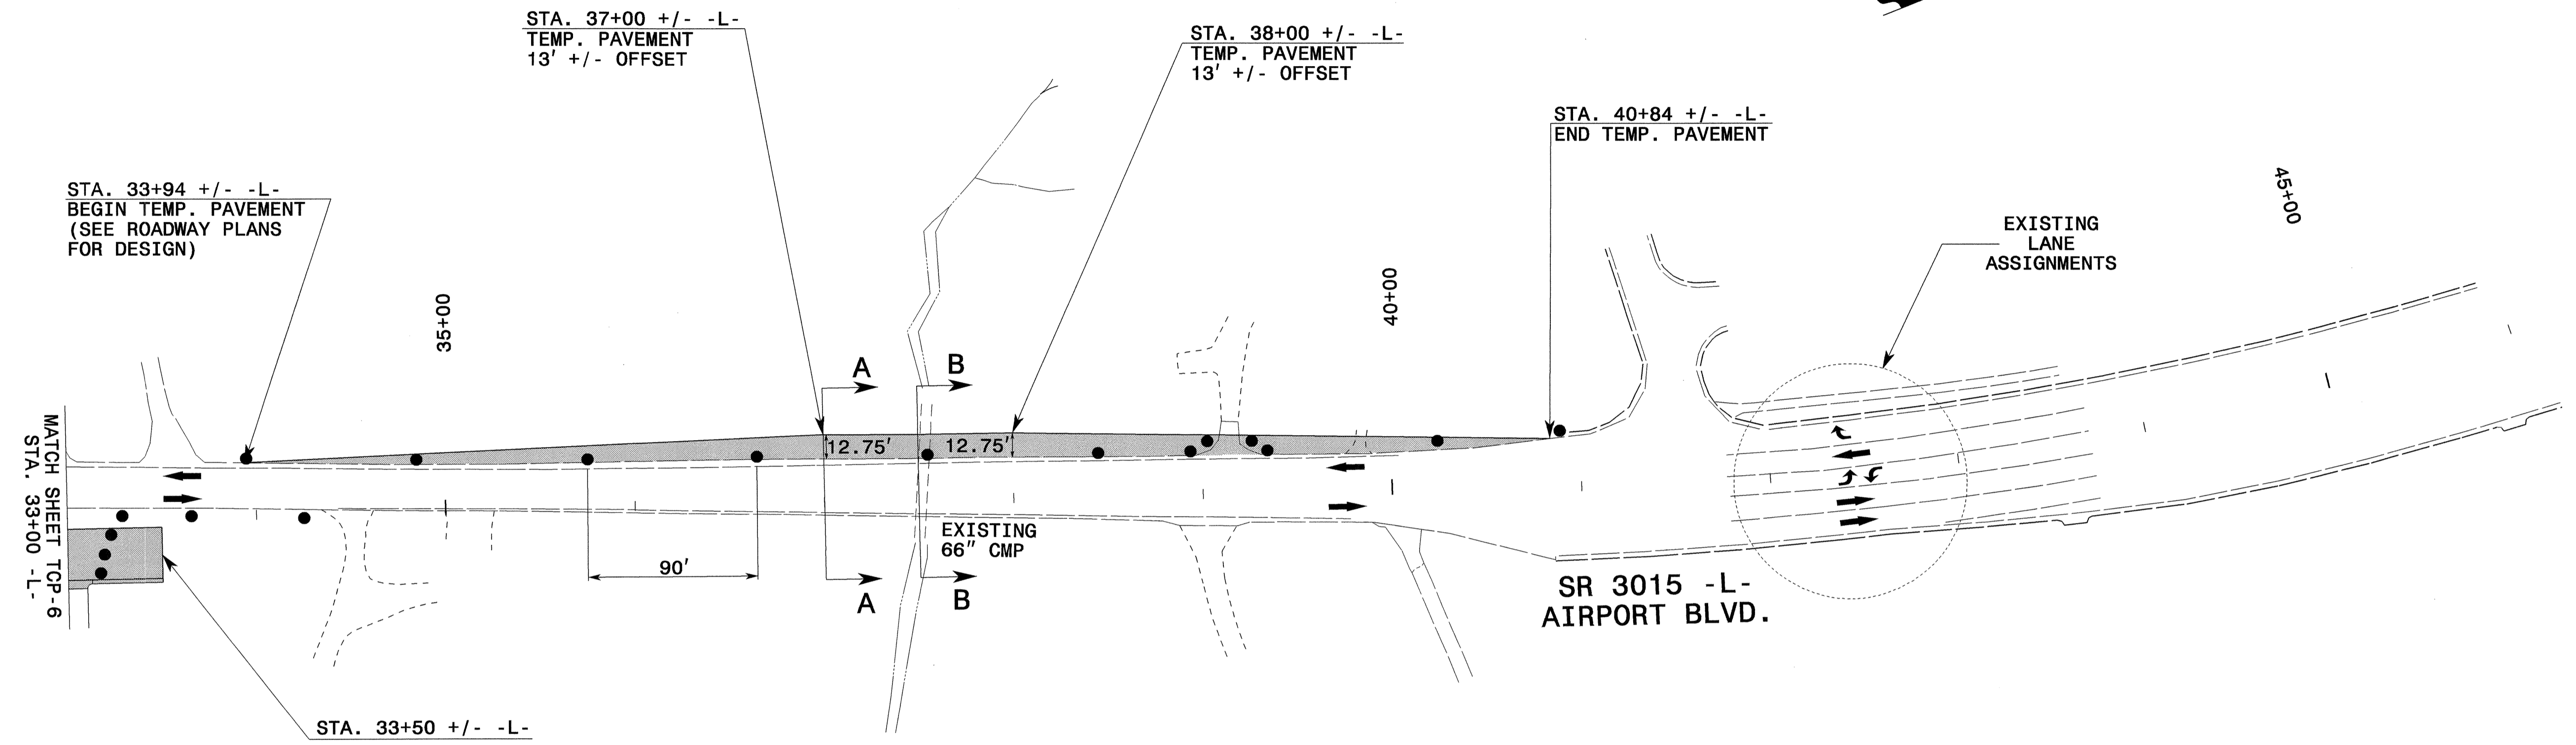 STA. 37+00 +/- -L-
TEMP. PAVEMENT
13' +/- OFFSET
STA. 38+00 +/- -L-
TEMP. PAVEMENT
13' +/- OFFSET
STA. 40+84 +/- -L-
END TEMP. PAVEMENT
STA. 33+94 +/- -L-
BEGIN TEMP. PAVEMENT
(SEE ROADWAY PLANS
FOR DESIGN)
45+00
EXISTING
LANE
ASSIGNMENTS
35+00
40+00
A
B
12.75'
12.75'
MATCH SHEET TCP-6
STA. 33+00 -L-
EXISTING
66" CMP
90'
A
B
SR 3015 -L-
AIRPORT BLVD.
STA. 33+50 +/- -L-